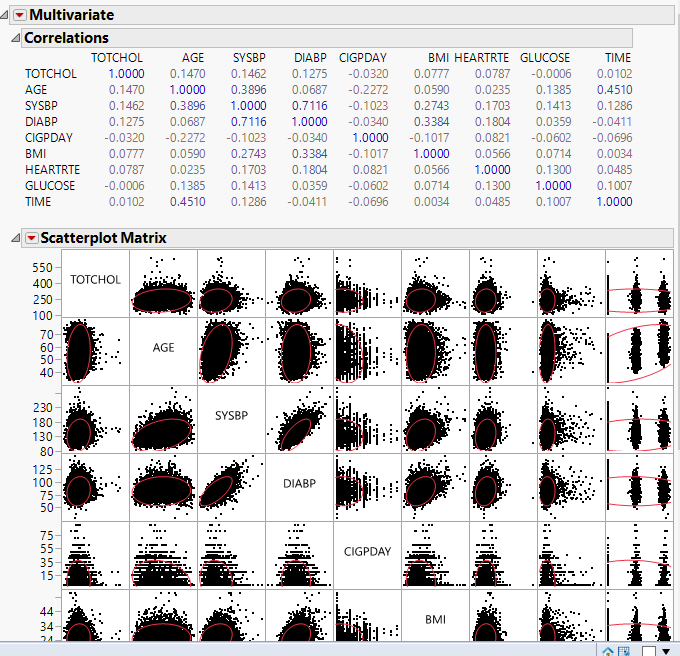 Multivariate
Correlations
TOTCHOL AGE SYSBP DIABP CIGPDAY BMI HEARTRTE GLUCOSE TIME
TOTCHOL 1.0000 0.1470 0.1462 0.1275 -0.0320 0.0777 0.0787 -0.0006 0.0102
AGE 0.1470 1.0000 0.3896 0.0687 -0.2272 0.0590 0.0235 0.1385 0.4510
SYSBP 0.1462 0.3896 1.0000 0.7116 -0.1023 0.2743 0.1703 0.1413 0.1286
DIABP 0.1275 0.0687 0.7116 1.0000 -0.0340 0.3384 0.1804 0.0359 -0.0411
CIGPDAY -0.0320 -0.2272 -0.1023 -0.0340 1.0000 -0.1017 0.0821 -0.0602 -0.0696
BMI 0.0777 0.0590 0.2743 0.3384 -0.1017 1.0000 0.0566 0.0714 0.0034
HEARTRTE 0.0787 0.0235 0.1703 0.1804 0.0821 0.0566 1.0000 0.1300 0.0485
GLUCOSE -0.0006 0.1385 0.1413 0.0359 -0.0602 0.0714 0.1300 1.0000 0.1007
TIME 0.0102 0.4510 0.1286 -0.0411 -0.0696 0.0034 0.0485 0.1007 1.0000
Scatterplot Matrix
550
TOTCHOL
400
250
100
70
60
AGE
50
40
230
SYSBP
180
130
80
125
100
DIABP
75
50
75
55
CIGPDAY
35
15
44
BMI
34
24